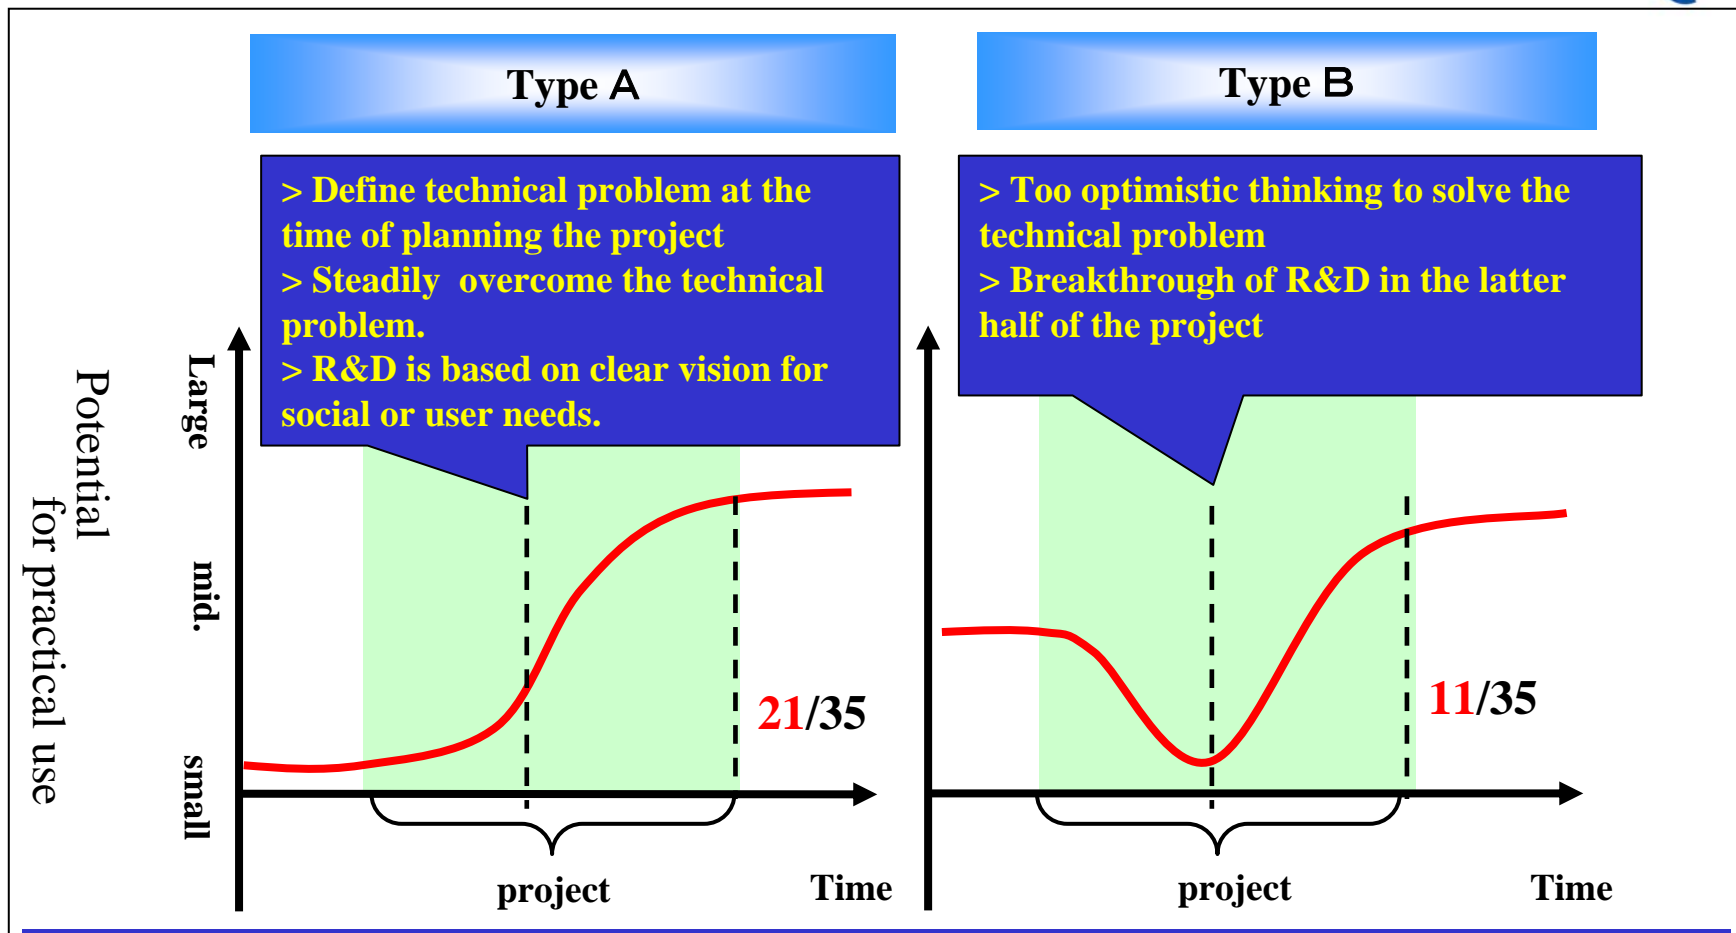 Type A
> Define technical problem at the
time of planning the project
> Steadily  overcome the technical
problem.
> R&D is based on clear vision for
social or user needs.
Type B
> Too optimistic thinking to solve the
technical problem
> Breakthrough of R&D in the latter
half of the project
Potential
for practical use
Large
mid.
small
21/35
project
Time
11/35
project
Time